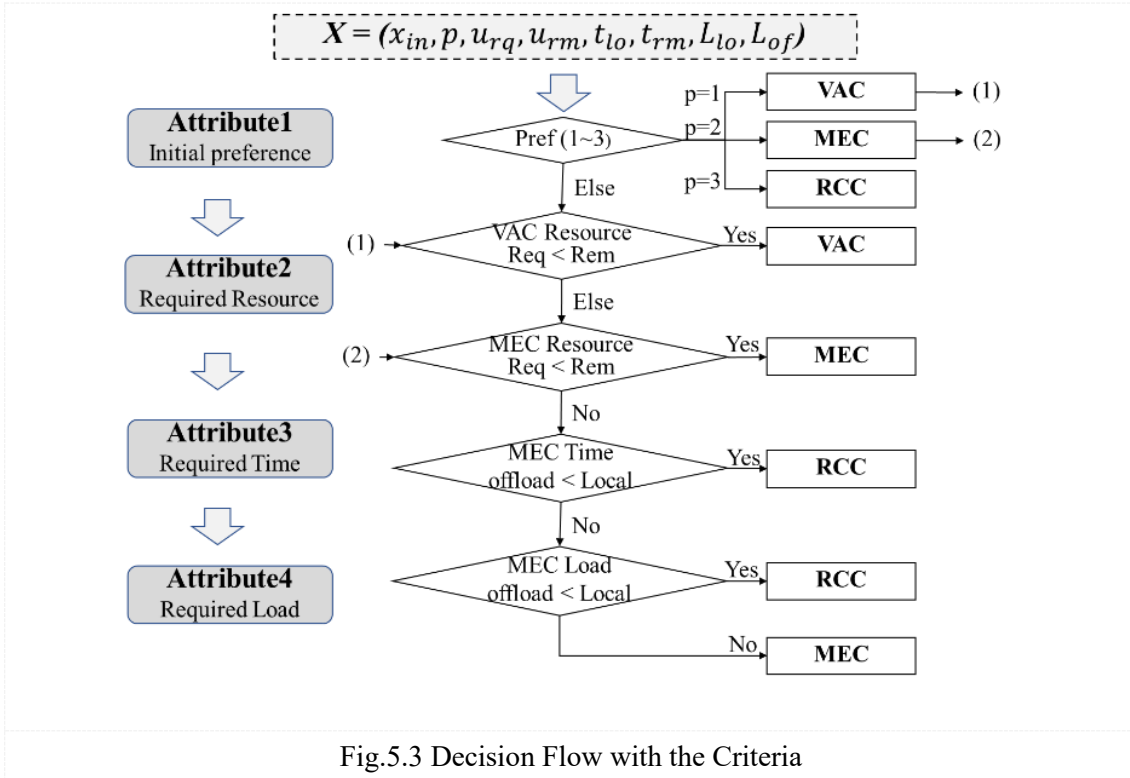 X = (x_in, p, u_rq, u_rm, t_lo, t_rm, L_lo, L_of)
Attribute1
Initial preference
Pref (1~3)
p=1
VAC
(1)
p=2
MEC
(2)
p=3
RCC
Else
Attribute2
Required Resource
(1)
VAC Resource
Req < Rem
Yes
VAC
Else
(2)
MEC Resource
Req < Rem
Yes
MEC
No
Attribute3
Required Time
MEC Time
offload < Local
Yes
RCC
No
Attribute4
Required Load
MEC Load
offload < Local
Yes
RCC
No
MEC
Fig.5.3 Decision Flow with the Criteria